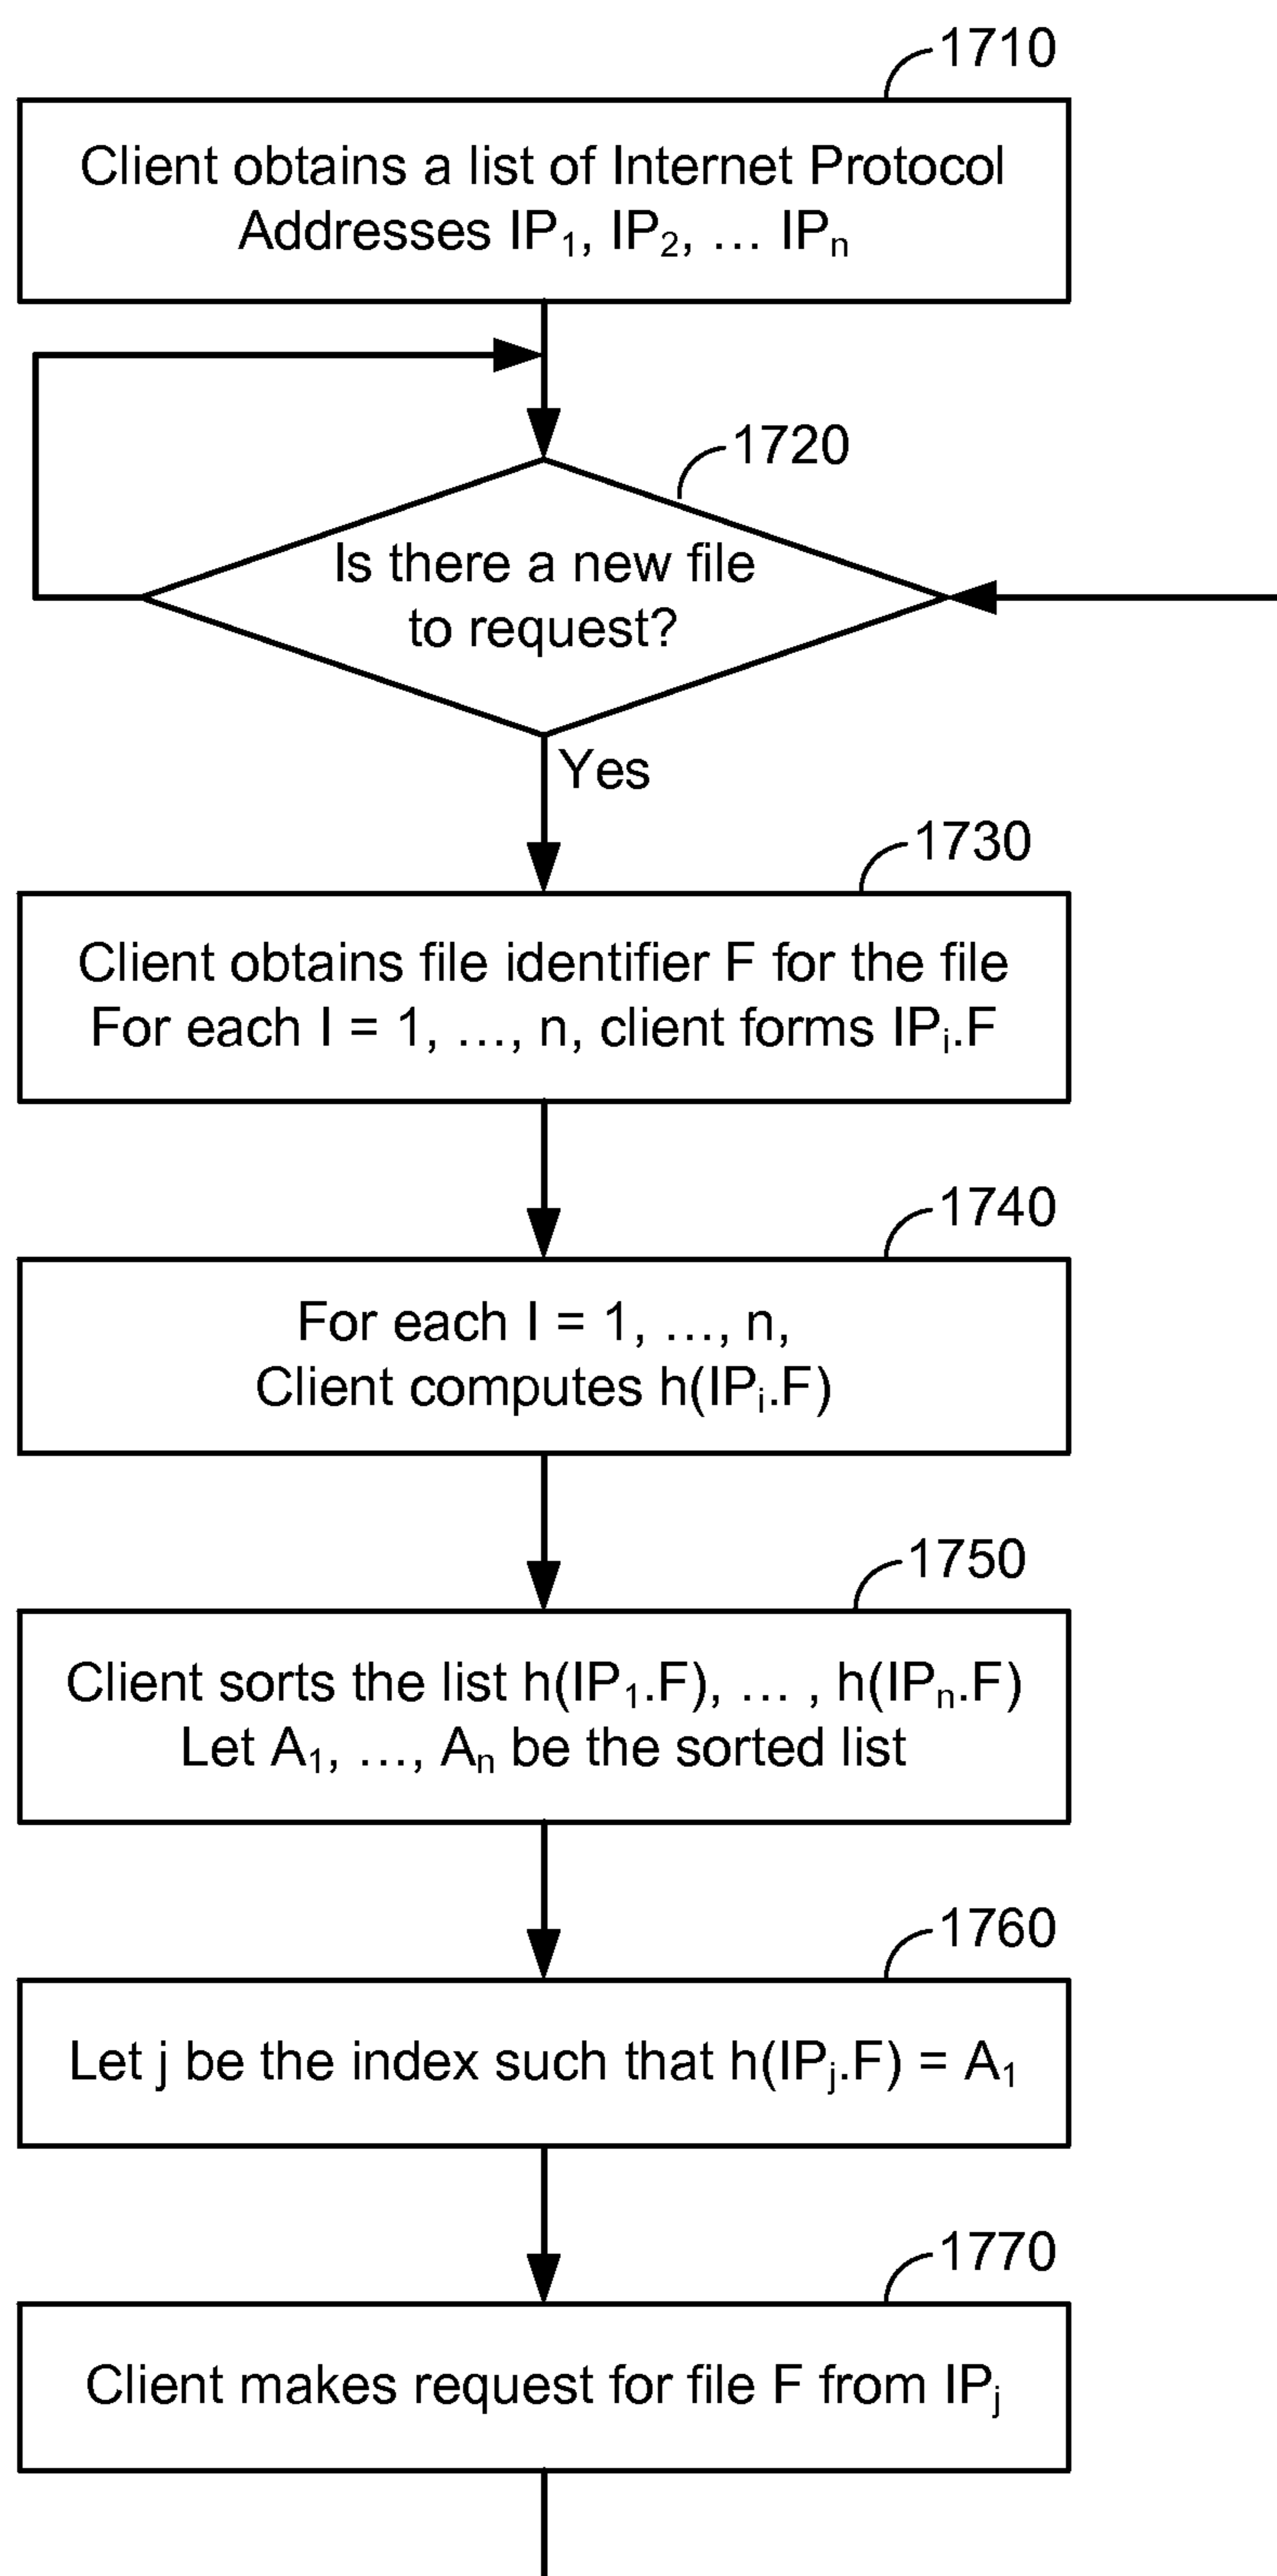 1710
Client obtains a list of Internet Protocol
Addresses IP₁, IP₂, … IPₙ
1720
Is there a new file
to request?
Yes
1730
Client obtains file identifier F for the file
For each I = 1, …, n, client forms IPᵢ.F
1740
For each I = 1, …, n,
Client computes h(IPᵢ.F)
1750
Client sorts the list h(IP₁.F), … , h(IPₙ.F)
Let A₁, …, Aₙ be the sorted list
1760
Let j be the index such that h(IPⱼ.F) = A₁
1770
Client makes request for file F from IPⱼ